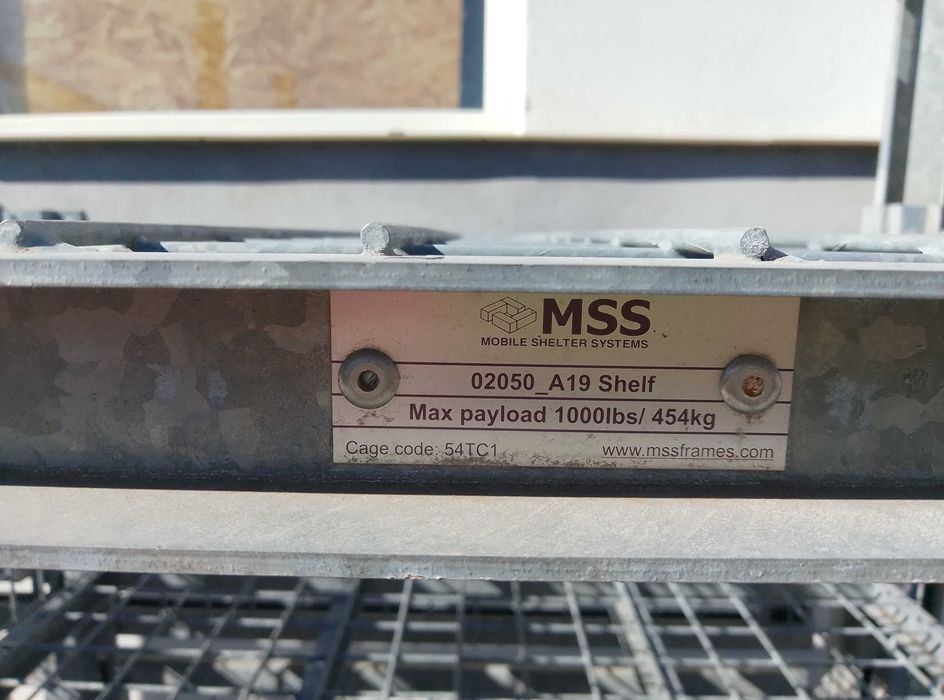 MSS
MOBILE SHELTER SYSTEMS
02050_A19 Shelf
Max payload 1000lbs/ 454kg
Cage code: 54TC1 www.mssframes.com